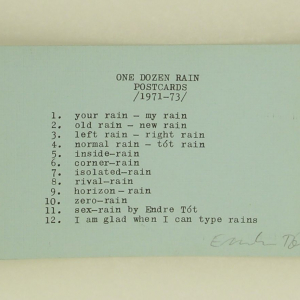 ONE DOZEN RAIN
POSTCARDS
/1971-73/
1. your rain — my rain
2. old rain - new rain
3. left rain - right rain
4. normal rain - tót rain
5. inside-rain
6. corner-rain
7. isolated-rain
8. rival-rain
9. horizon-rain
10. zero-rain
11. sex-rain by Endre Tót
12. I am glad when I can type rains
Endre Tót